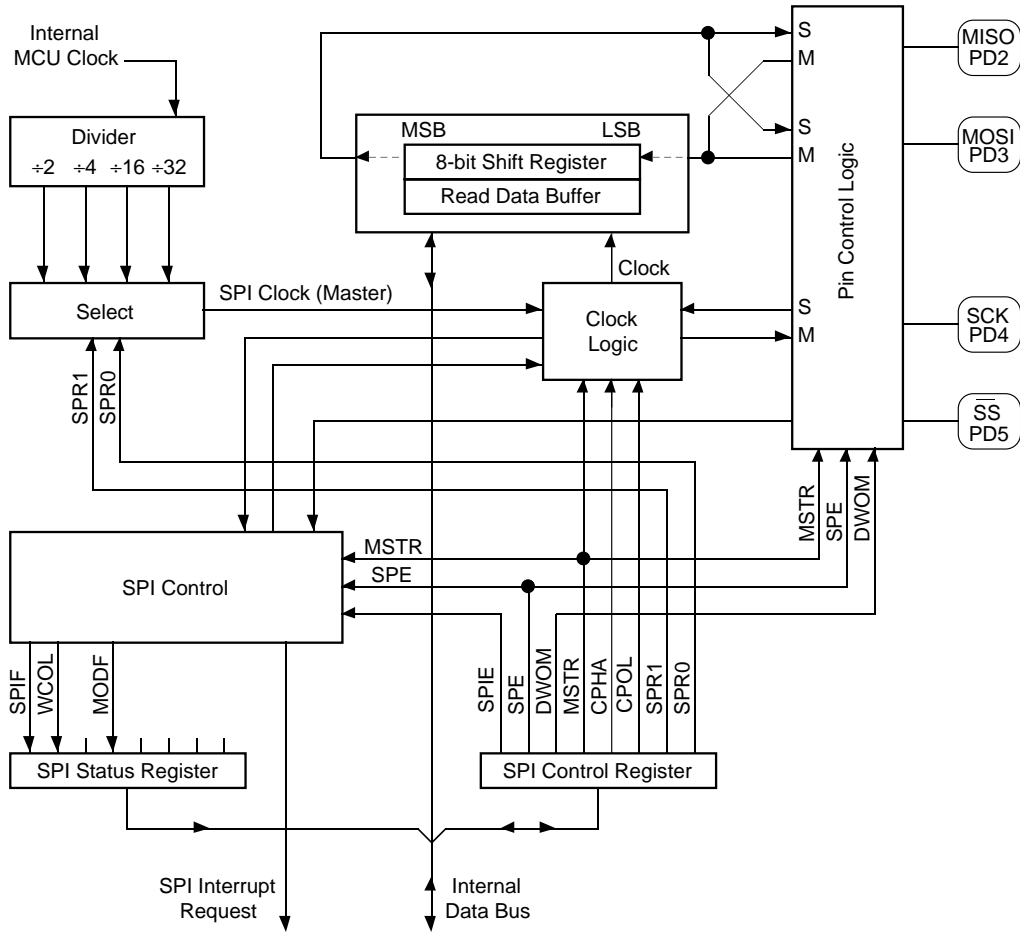 Internal
MCU Clock
Divider
÷2 ÷4 ÷16 ÷32
Select
SPR1
SPR0
SPI Clock (Master)
MSB LSB
8-bit Shift Register
Read Data Buffer
Clock
Clock
Logic
S
M
S
M
S
M
Pin Control Logic
MISO
PD2
MOSI
PD3
SCK
PD4
SS
PD5
MSTR
SPE
DWOM
MSTR
SPE
SPI Control
SPIF
WCOL
MODF
SPIE
SPE
DWOM
MSTR
CPHA
CPOL
SPR1
SPR0
SPI Status Register
SPI Control Register
SPI Interrupt
Request
Internal
Data Bus